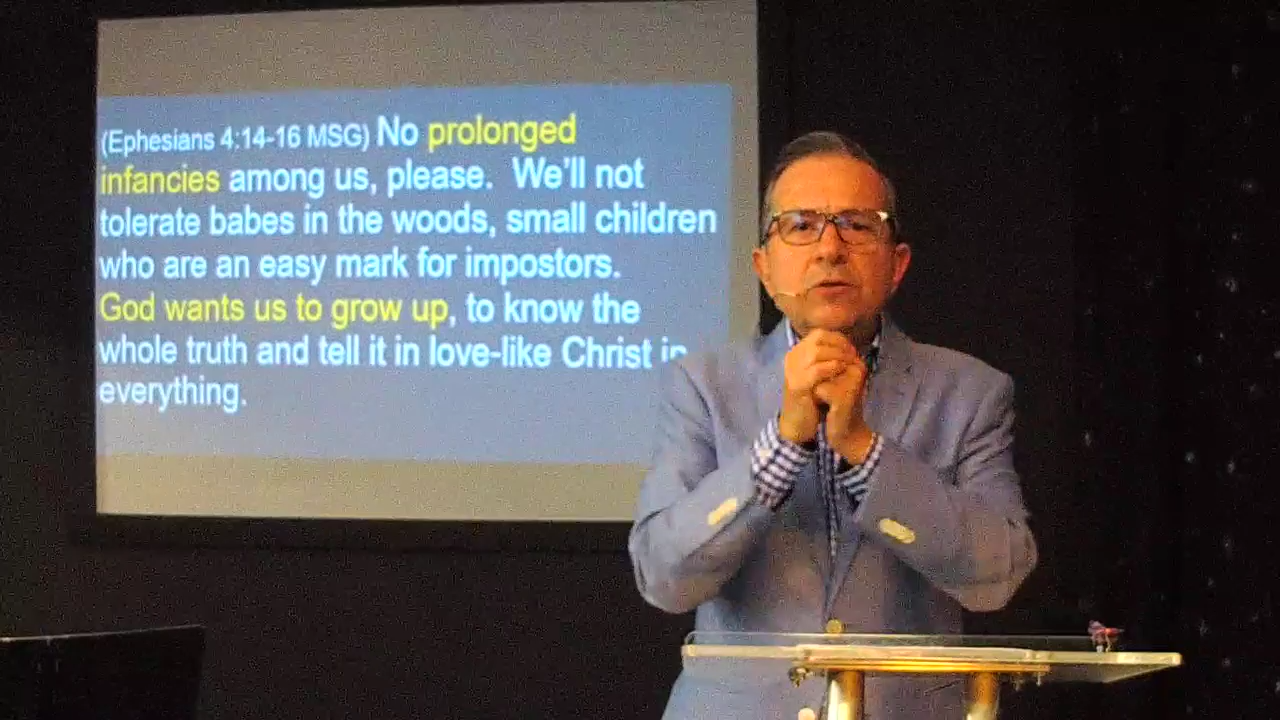 (Ephesians 4:14-16 MSG) No prolonged
infancies among us, please.  We'll not
tolerate babes in the woods, small children
who are an easy mark for impostors.
God wants us to grow up, to know the
whole truth and tell it in love-like Christ in
everything.